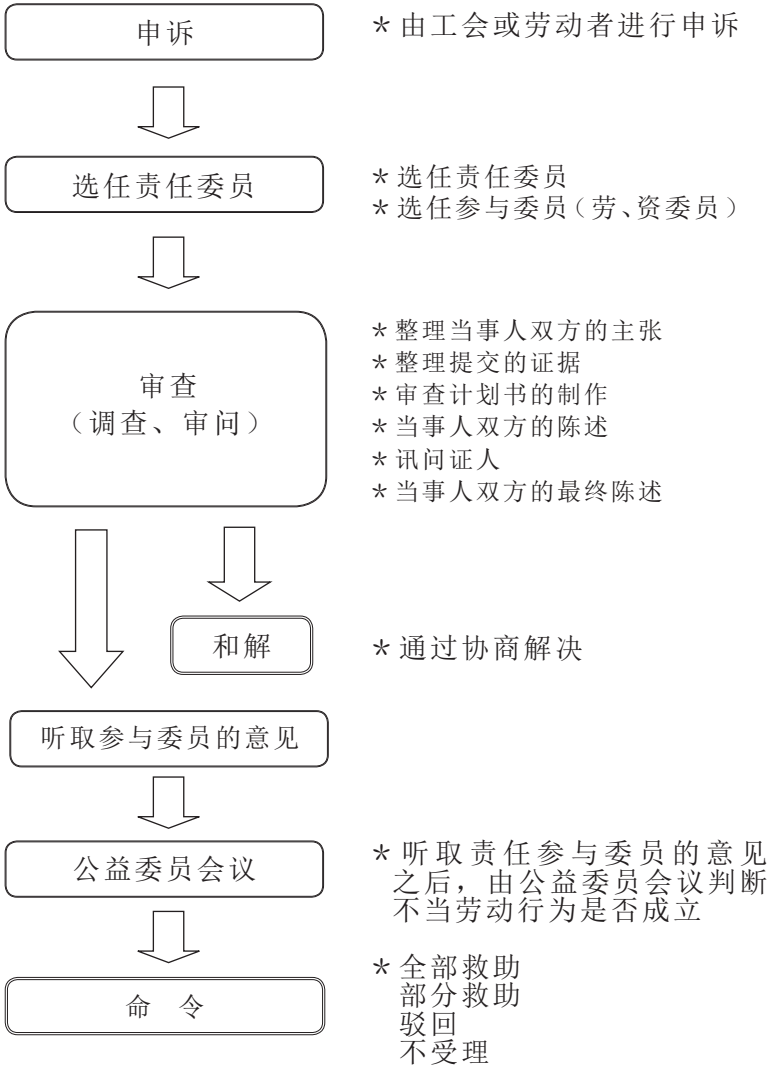 申诉
＊由工会或劳动者进行申诉
选任责任委员
＊选任责任委员
＊选任参与委员（劳、资委员）
审查
（调查、审问）
＊整理当事人双方的主张
＊整理提交的证据
＊审查计划书的制作
＊当事人双方的陈述
＊讯问证人
＊当事人双方的最终陈述
和解
＊通过协商解决
听取参与委员的意见
公益委员会议
＊听取责任参与委员的意见
之后，由公益委员会议判断
不当劳动行为是否成立
命 令
＊全部救助
部分救助
驳回
不受理